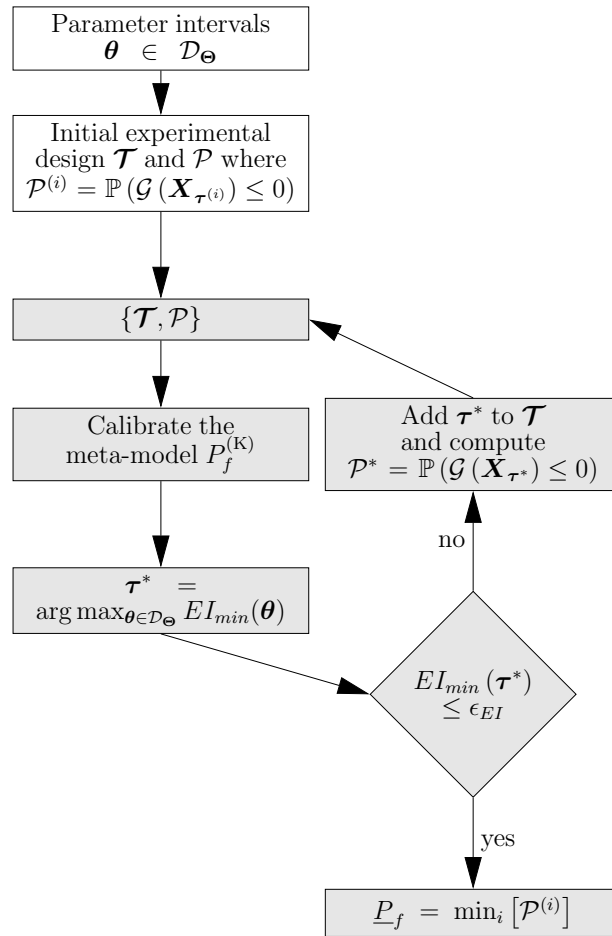 Parameter intervals
𝜽 ∈ 𝒟_𝚯
Initial experimental
design 𝓣 and 𝒫 where
𝒫^(i) = ℙ (𝒢 (𝑿_𝝉^(i)) ≤ 0)
{𝓣, 𝒫}
Calibrate the
meta-model P_f^(K)
𝝉* =
arg max_𝜽∈𝒟_𝚯 EI_min(𝜽)
Add 𝝉* to 𝓣
and compute
𝒫* = ℙ (𝒢 (𝑿_𝝉*) ≤ 0)
no
EI_min (𝝉*)
≤ ϵ_EI
yes
P̲_f = min_i [𝒫^(i)]